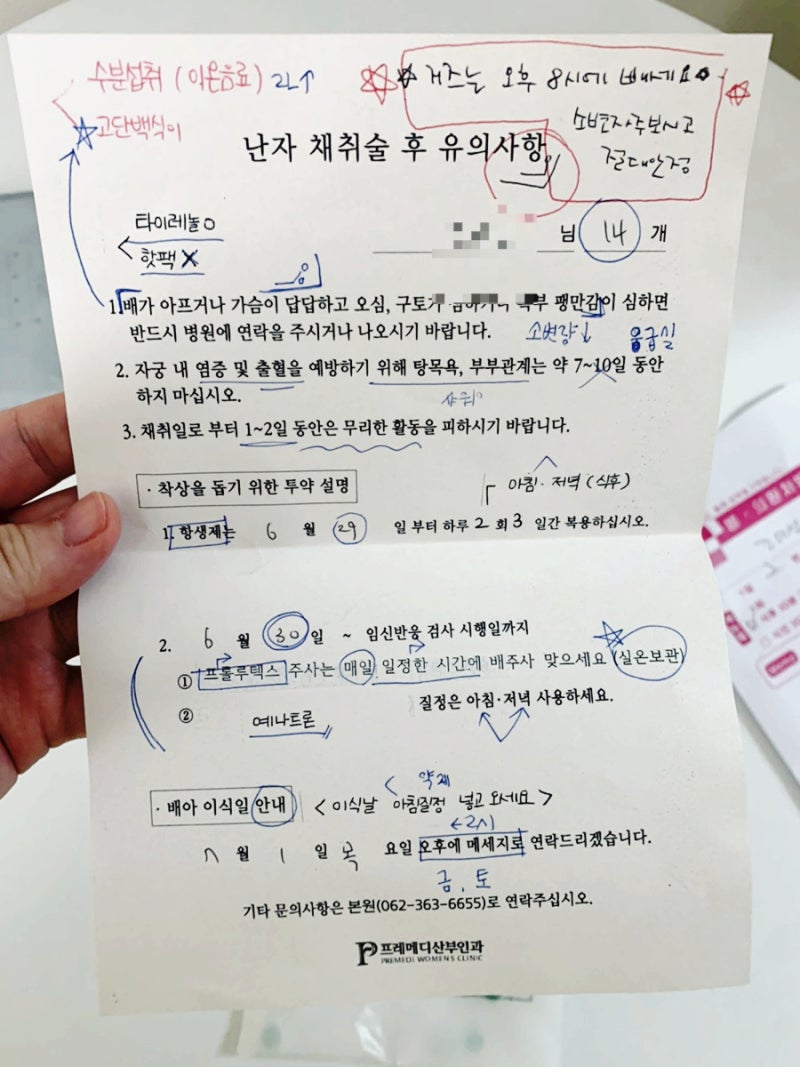 수분섭취 (이온음료) 2L↑
☆고단백식이
☆ 거즈는 오후 8시에 빼세요 ☆
소변자주보시고
절대안정
난자 채취술 후 유의사항
타이레놀 O
핫팩 X
님 14 개
1. 배가 아프거나 가슴이 답답하고 오심, 구토가 심하거나 복부 팽만감이 심하면
반드시 병원에 연락을 주시거나 나오시기 바랍니다. 소변량↓ 응급실
2. 자궁 내 염증 및 출혈을 예방하기 위해 탕목욕, 부부관계는 약 7~10일 동안
하지 마십시오. 샤워O
3. 채취일로 부터 1~2일 동안은 무리한 활동을 피하시기 바랍니다.
· 착상을 돕기 위한 투약 설명
아침·저녁 (식후)
1. 항생제는 6 월 29 일 부터 하루 2 회 3 일간 복용하십시오.
2. 6 월 30 일 ~ 임신반응 검사 시행일까지
① 프롤루텍스 주사는 매일 일정한 시간에 배주사 맞으세요 (실온보관)
② 예나트론 질정은 아침·저녁 사용하세요.
· 배아 이식일 안내
약제
<이식날 아침질정 넣고 오세요>
←2시
7 월 1 일 목 요일 오후에 메세지로 연락드리겠습니다.
금, 토
기타 문의사항은 본원(062-363-6655)로 연락주십시오.
프레메디산부인과
PREMEDI WOMEN'S CLINIC